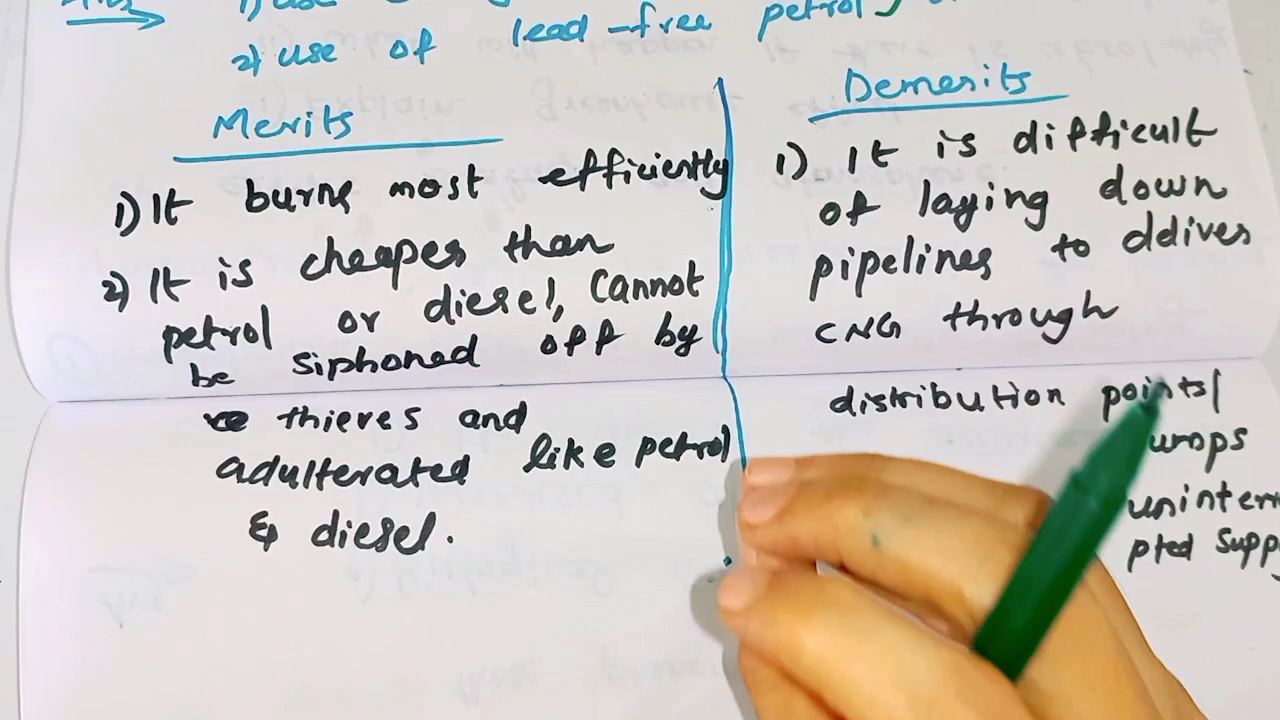 Ans
2) use of lead-free petrol,
Merits
1) It burns most efficiently
2) It is cheaper than
petrol or diesel, cannot
be siphoned off by
thieves and
adulterated like petrol
& diesel.
Demerits
1) It is difficult
of laying down
pipelines to
CNG through
distribution points/
pted supp